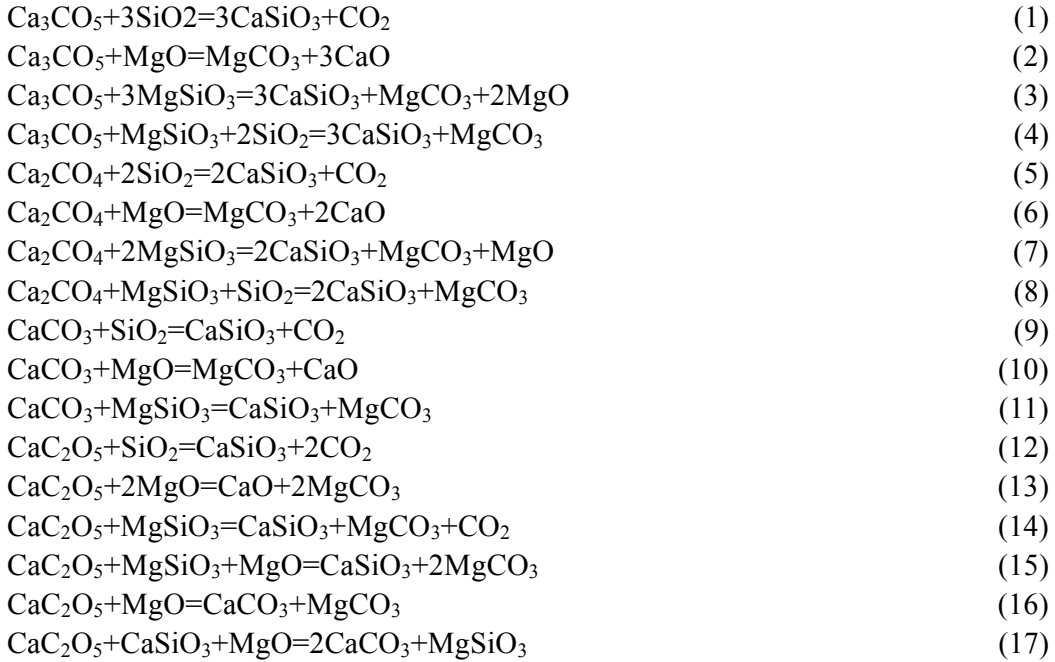 Ca₃CO₅+3SiO2=3CaSiO₃+CO₂ (1)
Ca₃CO₅+MgO=MgCO₃+3CaO (2)
Ca₃CO₅+3MgSiO₃=3CaSiO₃+MgCO₃+2MgO (3)
Ca₃CO₅+MgSiO₃+2SiO₂=3CaSiO₃+MgCO₃ (4)
Ca₂CO₄+2SiO₂=2CaSiO₃+CO₂ (5)
Ca₂CO₄+MgO=MgCO₃+2CaO (6)
Ca₂CO₄+2MgSiO₃=2CaSiO₃+MgCO₃+MgO (7)
Ca₂CO₄+MgSiO₃+SiO₂=2CaSiO₃+MgCO₃ (8)
CaCO₃+SiO₂=CaSiO₃+CO₂ (9)
CaCO₃+MgO=MgCO₃+CaO (10)
CaCO₃+MgSiO₃=CaSiO₃+MgCO₃ (11)
CaC₂O₅+SiO₂=CaSiO₃+2CO₂ (12)
CaC₂O₅+2MgO=CaO+2MgCO₃ (13)
CaC₂O₅+MgSiO₃=CaSiO₃+MgCO₃+CO₂ (14)
CaC₂O₅+MgSiO₃+MgO=CaSiO₃+2MgCO₃ (15)
CaC₂O₅+MgO=CaCO₃+MgCO₃ (16)
CaC₂O₅+CaSiO₃+MgO=2CaCO₃+MgSiO₃ (17)